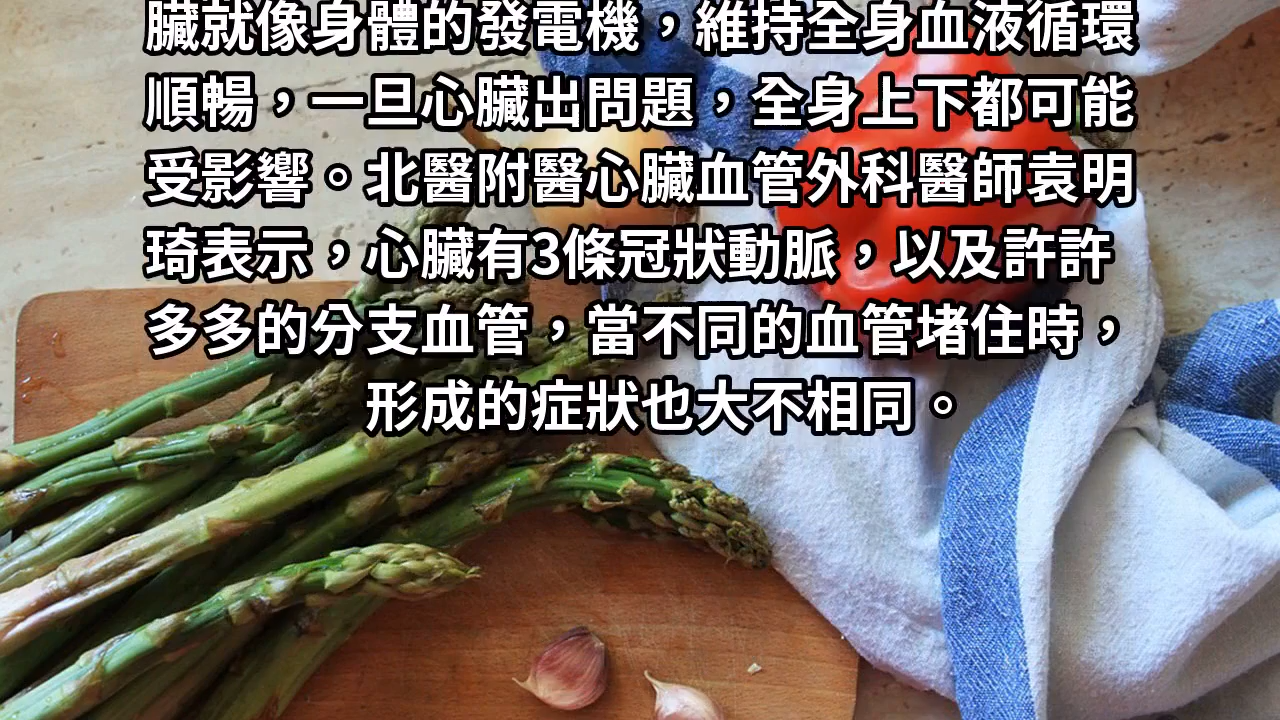 臟就像身體的發電機，維持全身血液循環
順暢，一旦心臟出問題，全身上下都可能
受影響。北醫附醫心臟血管外科醫師袁明
琦表示，心臟有3條冠狀動脈，以及許許
多多的分支血管，當不同的血管堵住時，
形成的症狀也大不相同。